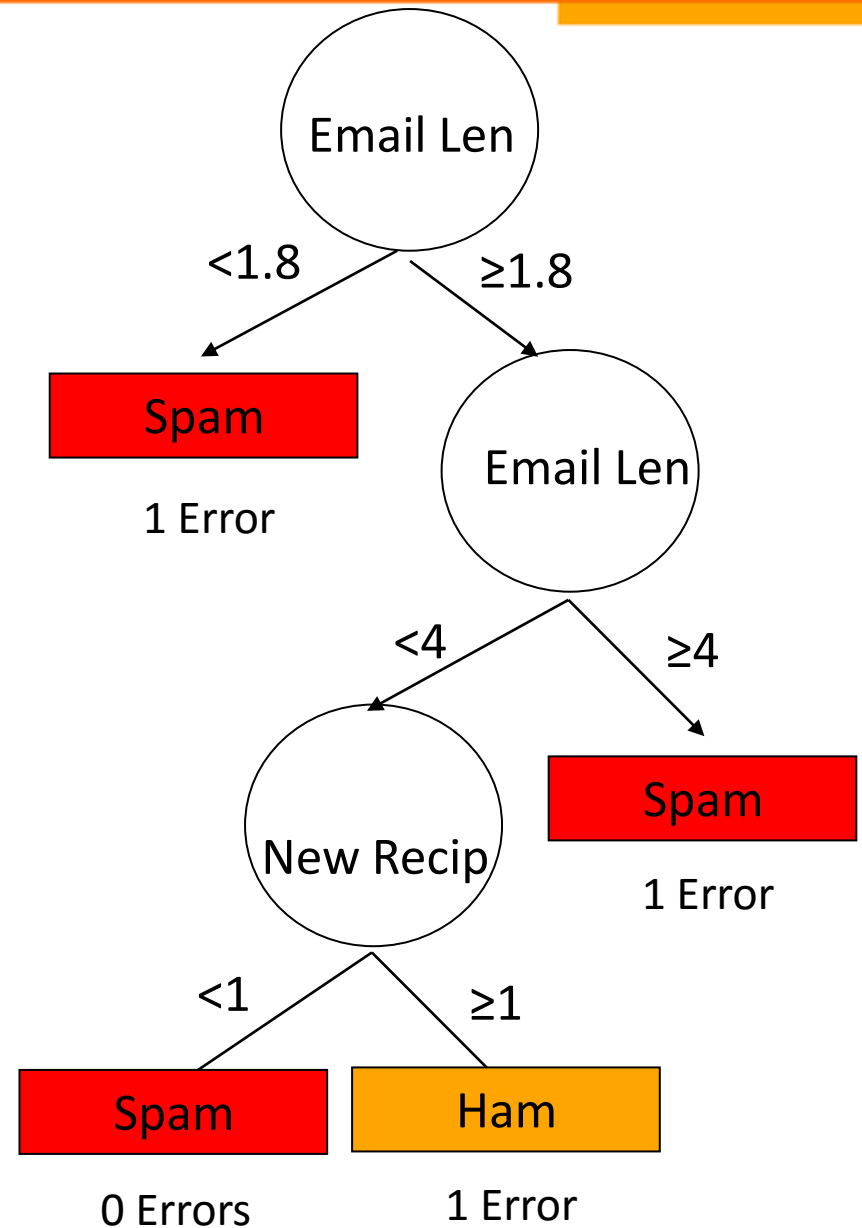 Email Len
<1.8
≥1.8
Spam
1 Error
Email Len
<4
≥4
New Recip
Spam
1 Error
<1
≥1
Spam
Ham
0 Errors
1 Error